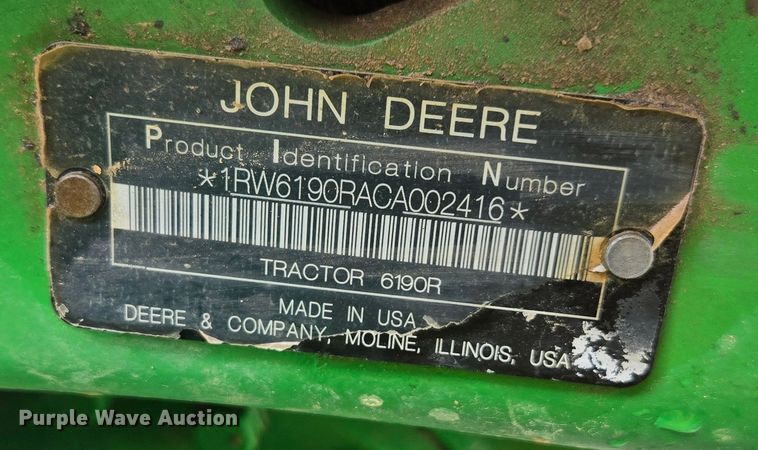 JOHN DEERE
Product Identification Number
*1RW6190RACA002416*
TRACTOR 6190R
MADE IN USA
DEERE & COMPANY, MOLINE, ILLINOIS, USA
Purple Wave Auction